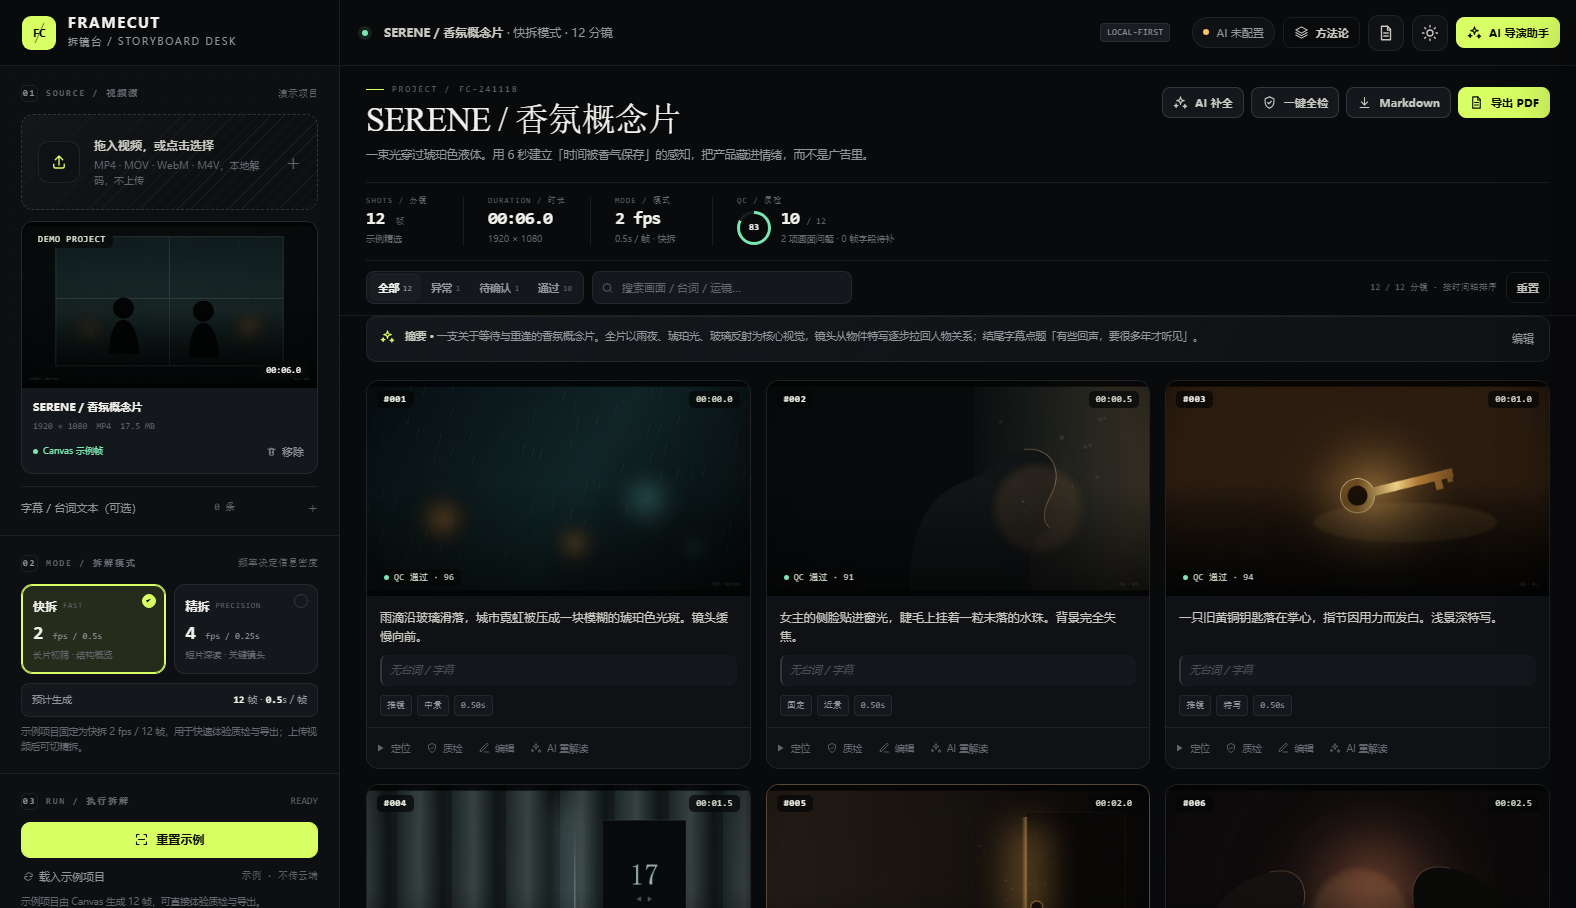 FC
FRAMECUT
拆镜台 / STORYBOARD DESK
SERENE / 香氛概念片 · 快拆模式 · 12 分镜
LOCAL-FIRST
AI 未配置
方法论
AI 导演助手
01 SOURCE / 视频源
演示项目
拖入视频，或点击选择
MP4 · MOV · WebM · M4V，本地解
码，不上传
DEMO PROJECT
00:06.0
SERENE / 香氛概念片
1920 × 1080 MP4 17.5 MB
Canvas 示例帧
移除
字幕 / 台词文本（可选）
0 条
02 MODE / 拆解模式
频率决定信息密度
快拆 FAST
2 fps / 0.5s
长片初筛 · 结构概览
精拆 PRECISION
4 fps / 0.25s
短片深读 · 关键镜头
预计生成
12 帧 · 0.5s / 帧
示例项目固定为快拆 2 fps / 12 帧，用于快速体验质检与导出；上传视
频后可切精拆。
03 RUN / 执行拆解
READY
重置示例
载入示例项目
示例 · 不传云端
示例项目由 Canvas 生成 12 帧，可直接体验质检与导出。
PROJECT / FC-241118
SERENE / 香氛概念片
一束光穿过琥珀色液体。用 6 秒建立「时间被香气保存」的感知，把产品藏进情绪，而不是广告里。
AI 补全
一键全检
Markdown
导出 PDF
SHOTS / 分镜
12 帧
示例精选
DURATION / 时长
00:06.0
1920 × 1080
MODE / 模式
2 fps
0.5s / 帧 · 快拆
QC / 质检
83
10 / 12
2 项画面问题 · 0 帧字段待补
全部 12
异常 1
待确认 1
通过 10
搜索画面 / 台词 / 运镜...
12 / 12 分镜 · 按时间轴排序
重置
摘要 • 一支关于等待与重逢的香氛概念片。全片以雨夜、琥珀光、玻璃反射为核心视觉，镜头从物件特写逐步拉回人物关系；结尾字幕点题「有些回声，要很多年才听见」。
编辑
#001
00:00.0
QC 通过 · 96
雨滴沿玻璃滑落，城市霓虹被压成一块模糊的琥珀色光斑。镜头缓
慢向前。
无台词 / 字幕
推镜
中景
0.50s
定位
质检
编辑
AI 重解读
#002
00:00.5
QC 通过 · 91
女主的侧脸贴进窗光，睫毛上挂着一粒未落的水珠。背景完全失
焦。
无台词 / 字幕
固定
近景
0.50s
定位
质检
编辑
AI 重解读
#003
00:01.0
QC 通过 · 94
一只旧黄铜钥匙落在掌心，指节因用力而发白。浅景深特写。
无台词 / 字幕
推镜
特写
0.50s
定位
质检
编辑
AI 重解读
#004
00:01.5
17
#005
00:02.0
#006
00:02.5